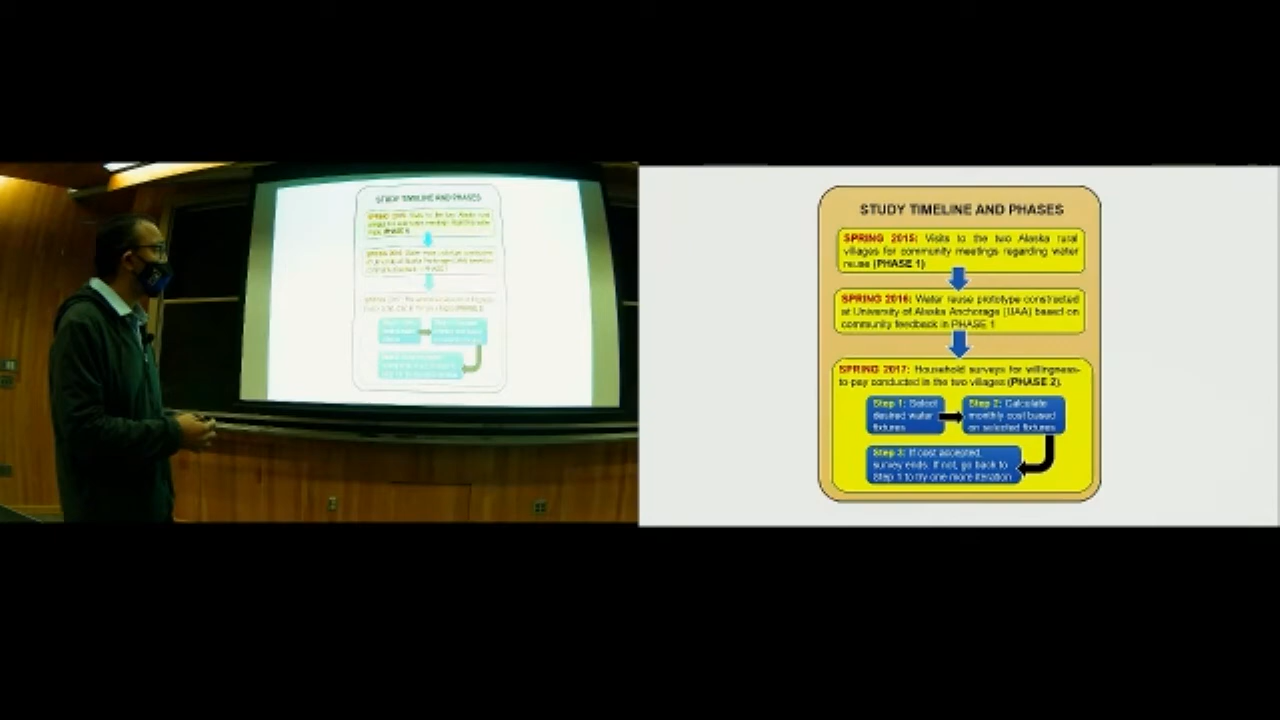 STUDY TIMELINE AND PHASES
SPRING 2015: Visits to the two Alaska rural
villages for community meetings regarding water
reuse (PHASE 1)
SPRING 2016: Water reuse prototype constructed
at University of Alaska Anchorage (UAA) based on
community feedback in PHASE 1
SPRING 2017: Household surveys for willingness-
to-pay conducted in the two villages (PHASE 2).
Step 1: Select
desired water
fixtures
Step 2: Calculate
monthly cost based
on selected fixtures
Step 3: If cost accepted,
survey ends. If not, go back to
Step 1 to try one more iteration
STUDY TIMELINE AND PHASES